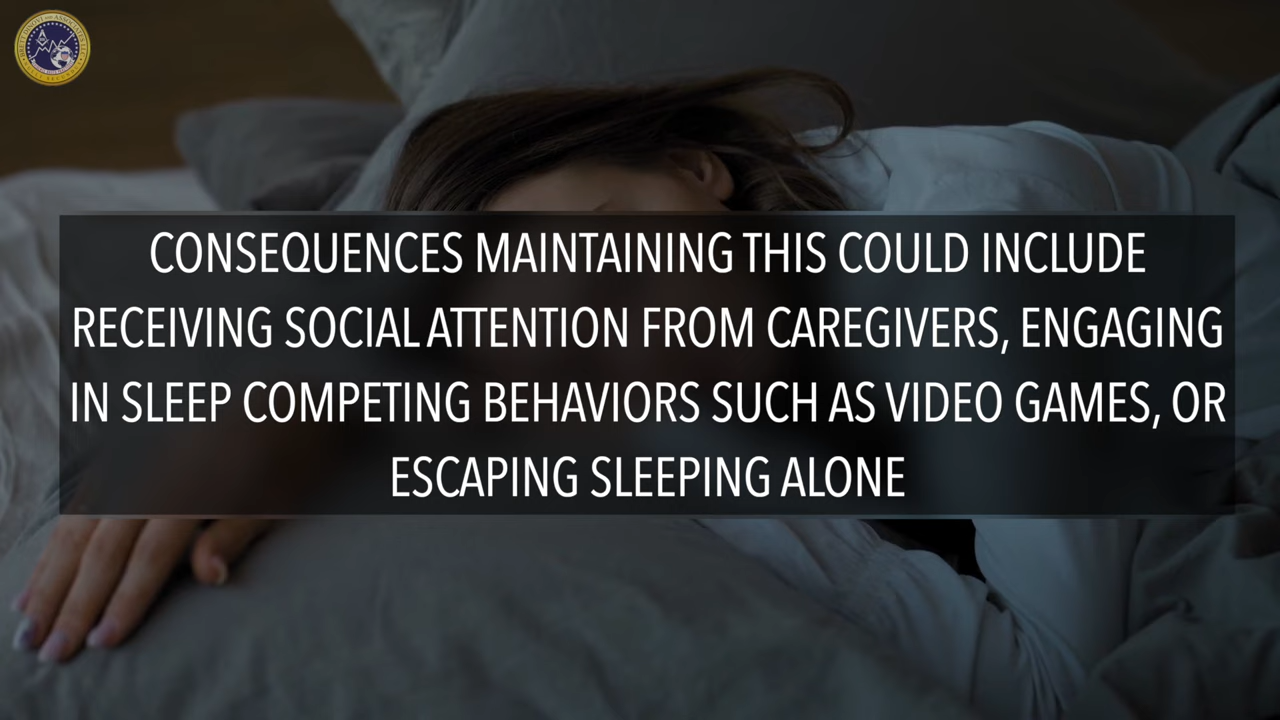 CONSEQUENCES MAINTAINING THIS COULD INCLUDE
RECEIVING SOCIAL ATTENTION FROM CAREGIVERS, ENGAGING
IN SLEEP COMPETING BEHAVIORS SUCH AS VIDEO GAMES, OR
ESCAPING SLEEPING ALONE